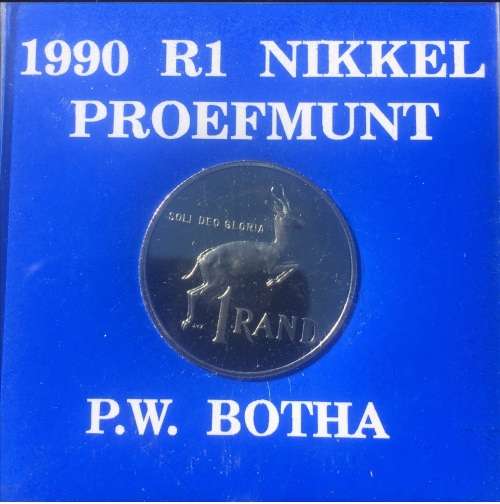 1990 R1 NIKKEL
PROEFMUNT
SOLI DEO GLORIA
1 RAND
P.W. BOTHA